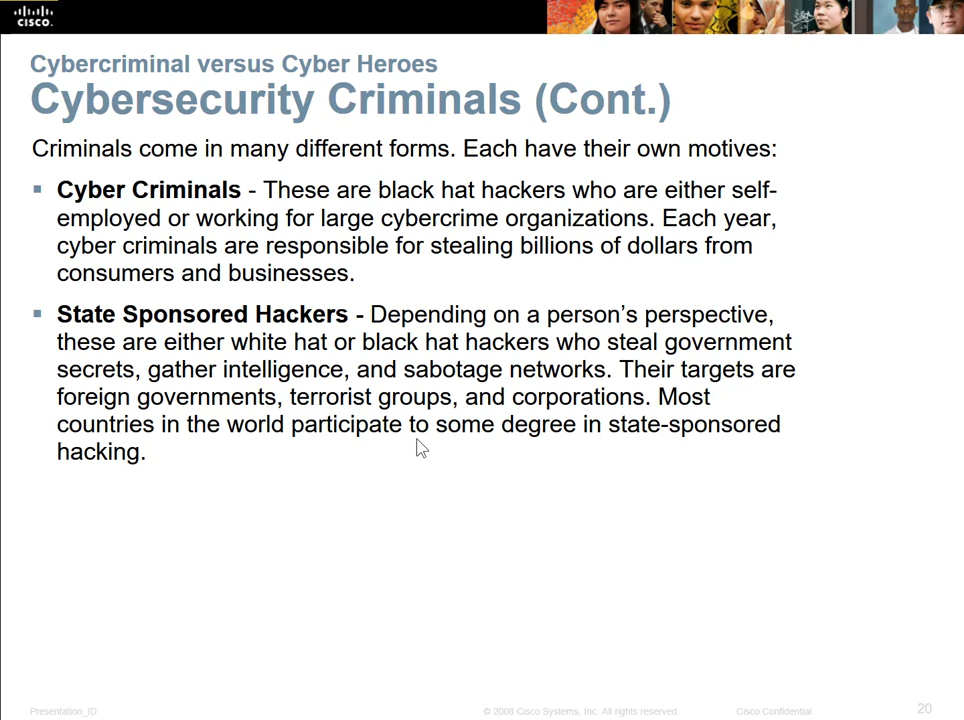 CISCO.
Cybercriminal versus Cyber Heroes
Cybersecurity Criminals (Cont.)
Criminals come in many different forms. Each have their own motives:
▪ Cyber Criminals - These are black hat hackers who are either self-
employed or working for large cybercrime organizations. Each year,
cyber criminals are responsible for stealing billions of dollars from
consumers and businesses.
▪ State Sponsored Hackers - Depending on a person’s perspective,
these are either white hat or black hat hackers who steal government
secrets, gather intelligence, and sabotage networks. Their targets are
foreign governments, terrorist groups, and corporations. Most
countries in the world participate to some degree in state-sponsored
hacking.
Presentation_ID © 2008 Cisco Systems, Inc. All rights reserved. Cisco Confidential 20